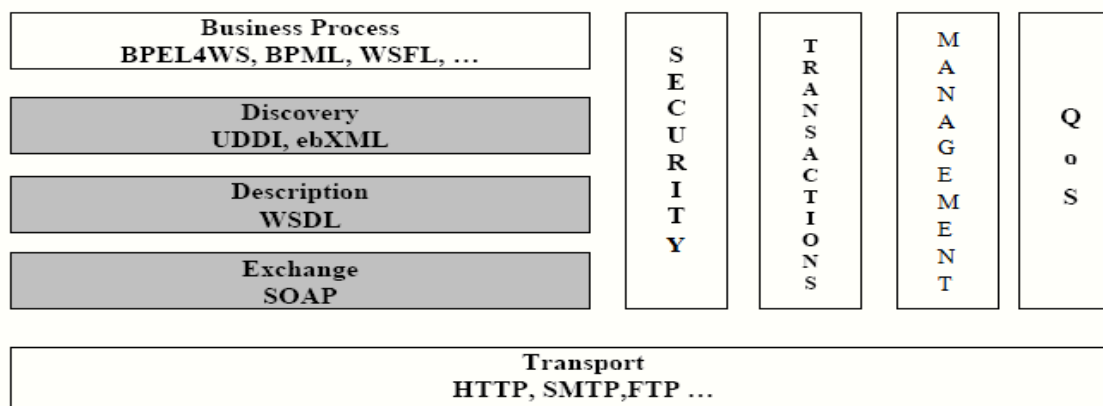 Business Process
BPEL4WS, BPML, WSFL, …
Discovery
UDDI, ebXML
Description
WSDL
Exchange
SOAP
SECURITY
TRANSACTIONS
MANAGEMENT
QoS
Transport
HTTP, SMTP,FTP …